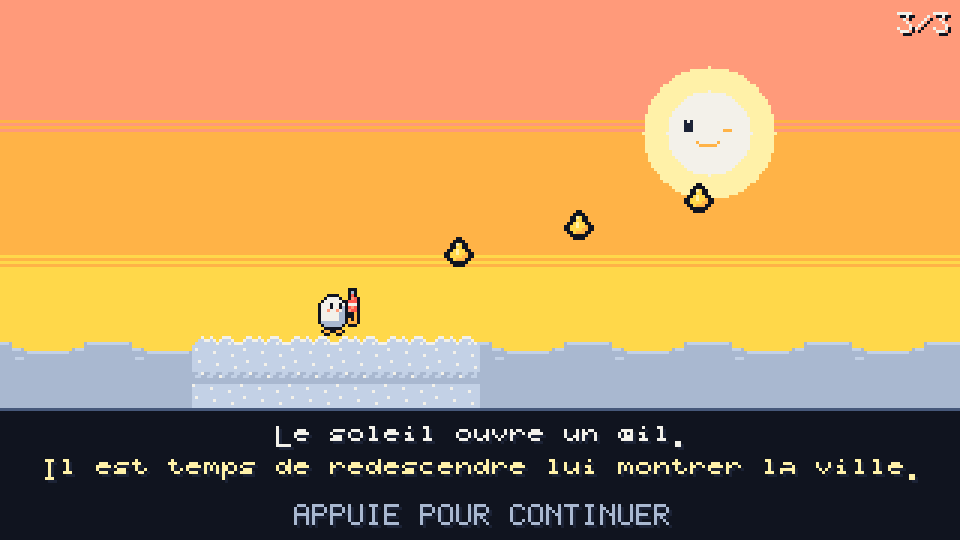 3/3
Le soleil ouvre un œil.
Il est temps de redescendre lui montrer la ville.
APPUIE POUR CONTINUER